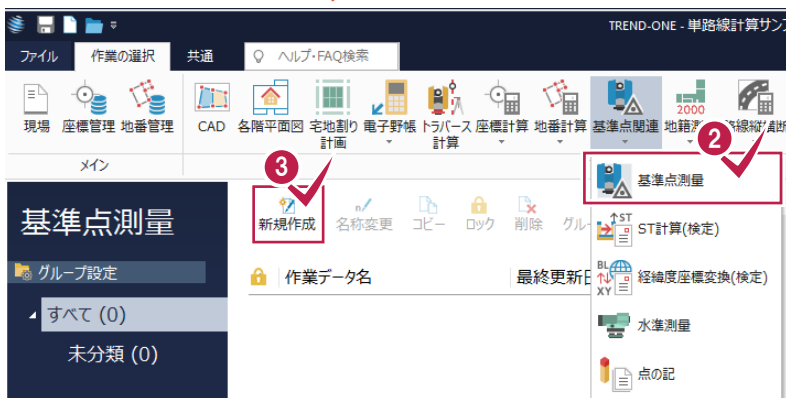 TREND-ONE - 単路線計算サンプ
ファイル 作業の選択 共通 ヘルプ・FAQ検索
現場 座標管理 地番管理 CAD 各階平面図 宅地割り計画 電子野帳 トラバース計算 座標計算 地番計算 基準点関連 地籍測
2000
メイン
2
3
基準点測量
新規作成 名称変更 コピー ロック 削除 グルー
基準点測量
ST
ST計算(検定)
グループ設定
作業データ名 最終更新日
BL
XY
経緯度座標変換(検定)
すべて (0)
水準測量
未分類 (0)
点の記